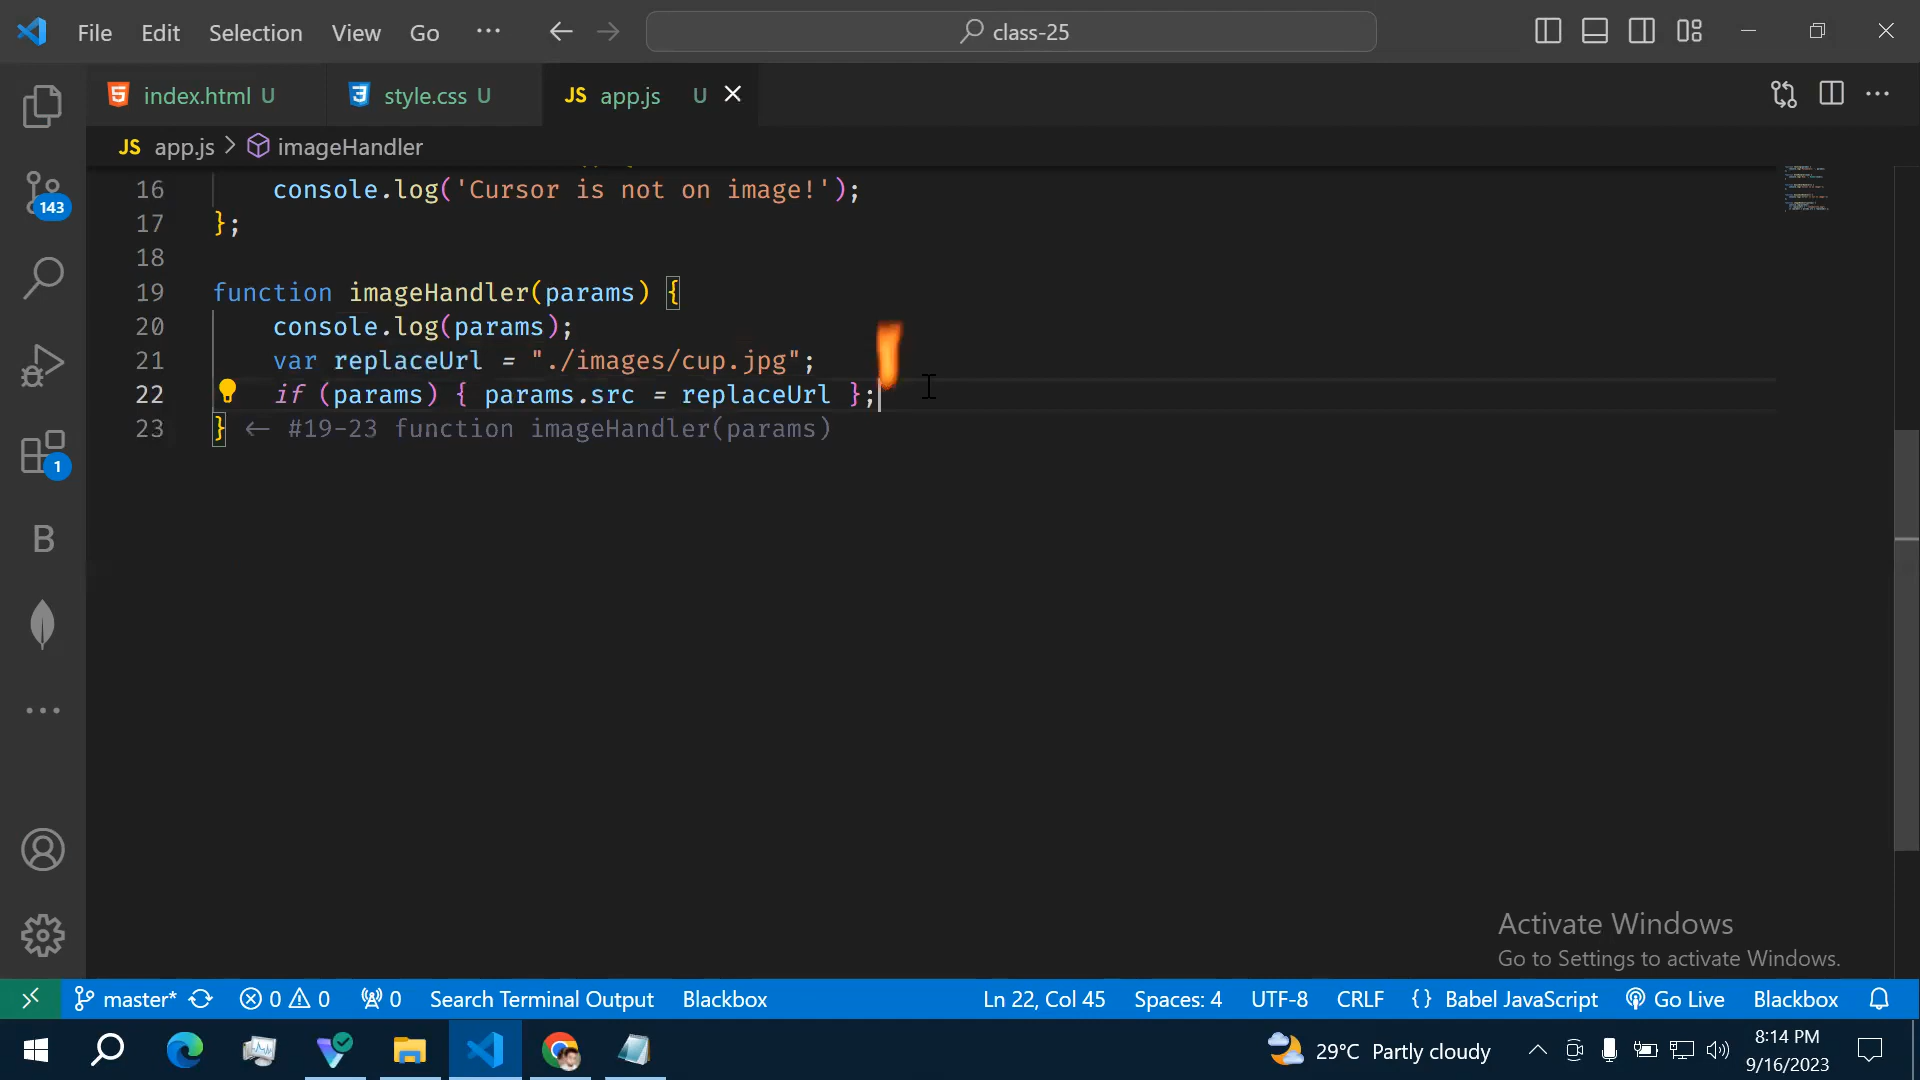 File Edit Selection View Go ··· class-25
index.html U style.css U JS app.js U
JS app.js > imageHandler
16 console.log('Cursor is not on image!');
17 };
18
19 function imageHandler(params) {
20 console.log(params);
21 var replaceUrl = "./images/cup.jpg";
22 if (params) { params.src = replaceUrl };
23 } ← #19-23 function imageHandler(params)
143
1
B
Activate Windows
Go to Settings to activate Windows.
master* 0 0 0 Search Terminal Output Blackbox Ln 22, Col 45 Spaces: 4 UTF-8 CRLF {} Babel JavaScript Go Live Blackbox
29°C Partly cloudy 8:14 PM
9/16/2023